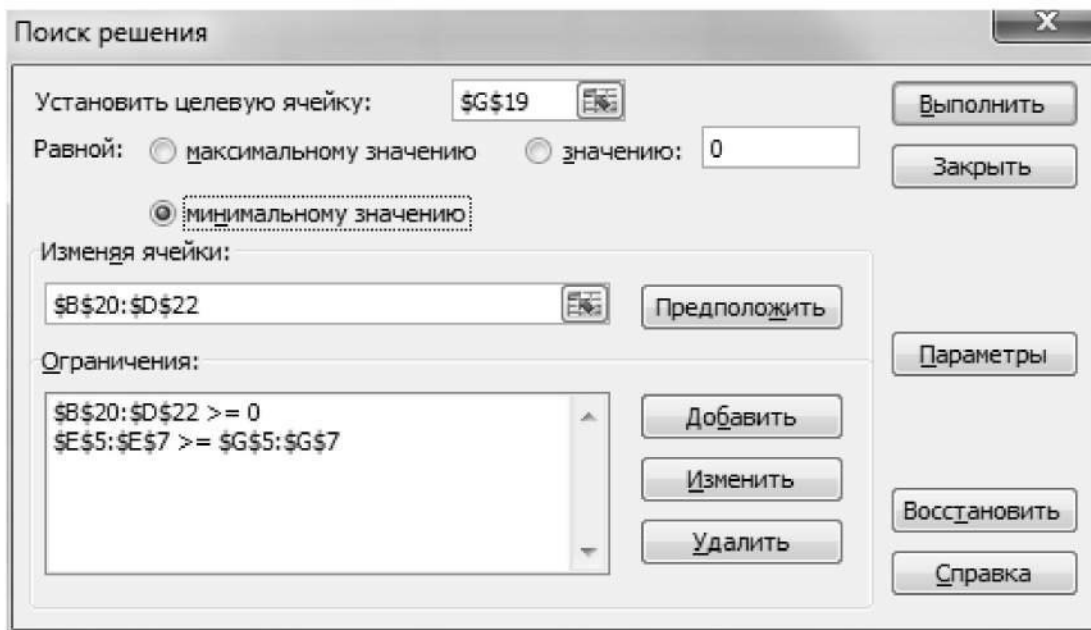 Поиск решения
X
Установить целевую ячейку: $G$19
Выполнить
Равной: максимальному значению значению: 0
Закрыть
минимальному значению
Изменяя ячейки:
$B$20:$D$22
Предположить
Ограничения:
Параметры
$B$20:$D$22 >= 0
Добавить
$E$5:$E$7 >= $G$5:$G$7
Изменить
Восстановить
Удалить
Справка